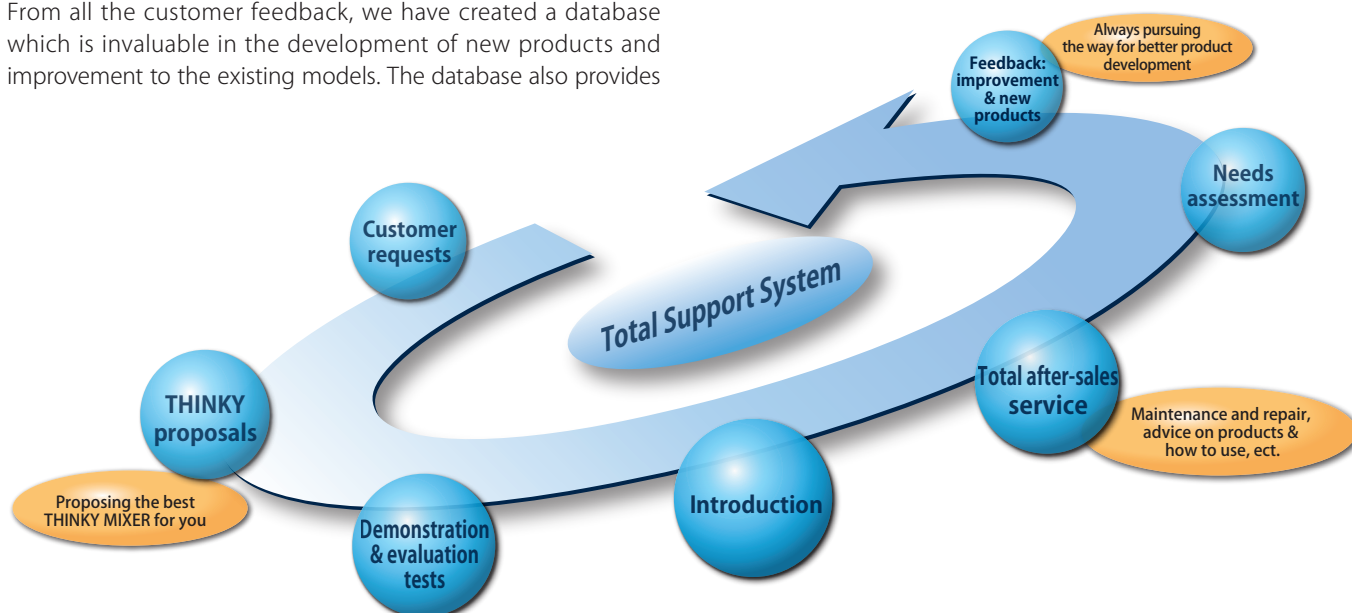 From all the customer feedback, we have created a database
which is invaluable in the development of new products and
improvement to the existing models. The database also provides
Always pursuing
the way for better product
development
Feedback:
improvement
& new
products
Needs
assessment
Customer
requests
Total Support System
THINKY
proposals
Total after-sales
service
Maintenance and repair,
advice on products &
how to use, ect.
Proposing the best
THINKY MIXER for you
Introduction
Demonstration
& evaluation
tests